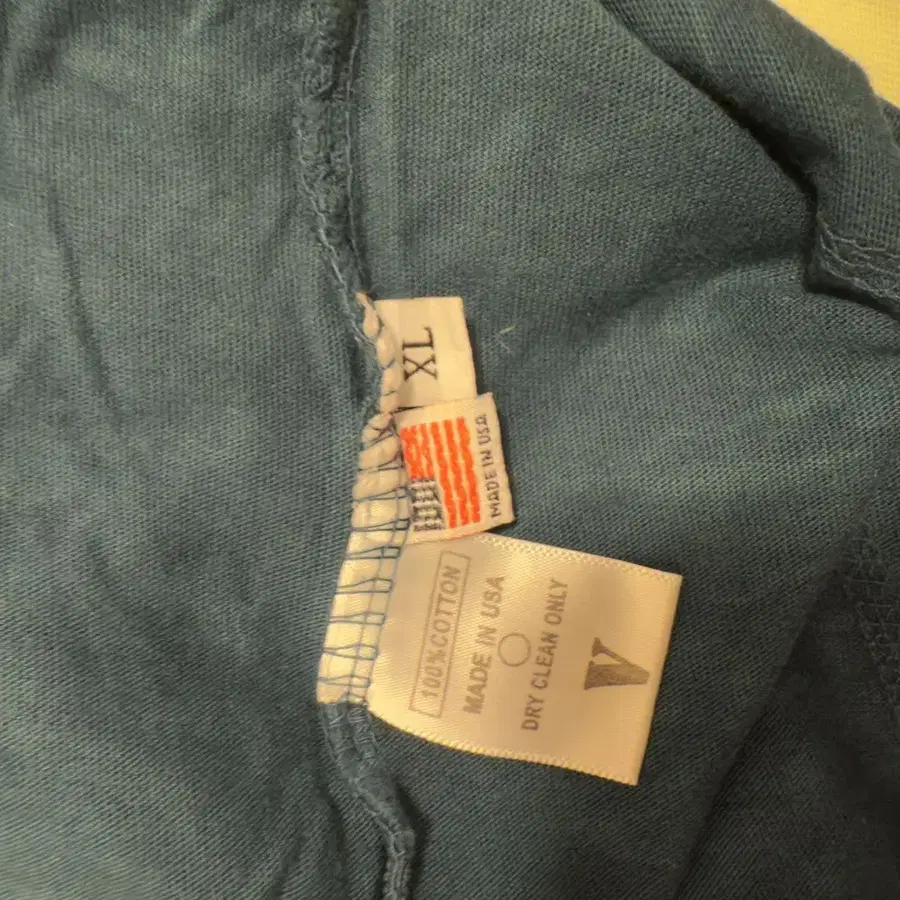 XL
MADE IN USA
100% COTTON
MADE IN USA
DRY CLEAN ONLY
V